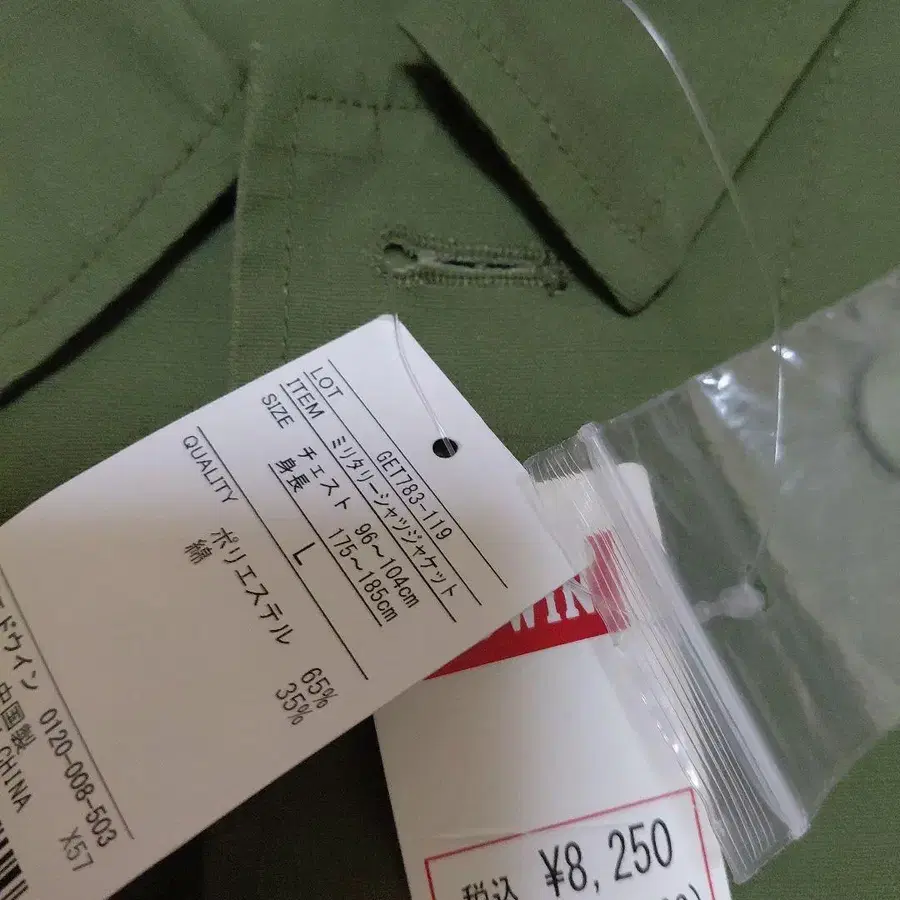 LOT GET783-119
ITEM ミリタリーシャツジャケット
SIZE チェスト 96～104cm
身長 175～185cm
L
QUALITY
ポリエステル 65%
綿 35%
ドウイン 0120-008-503
中国製 X57
CHINA
WIN
¥8,250
税込